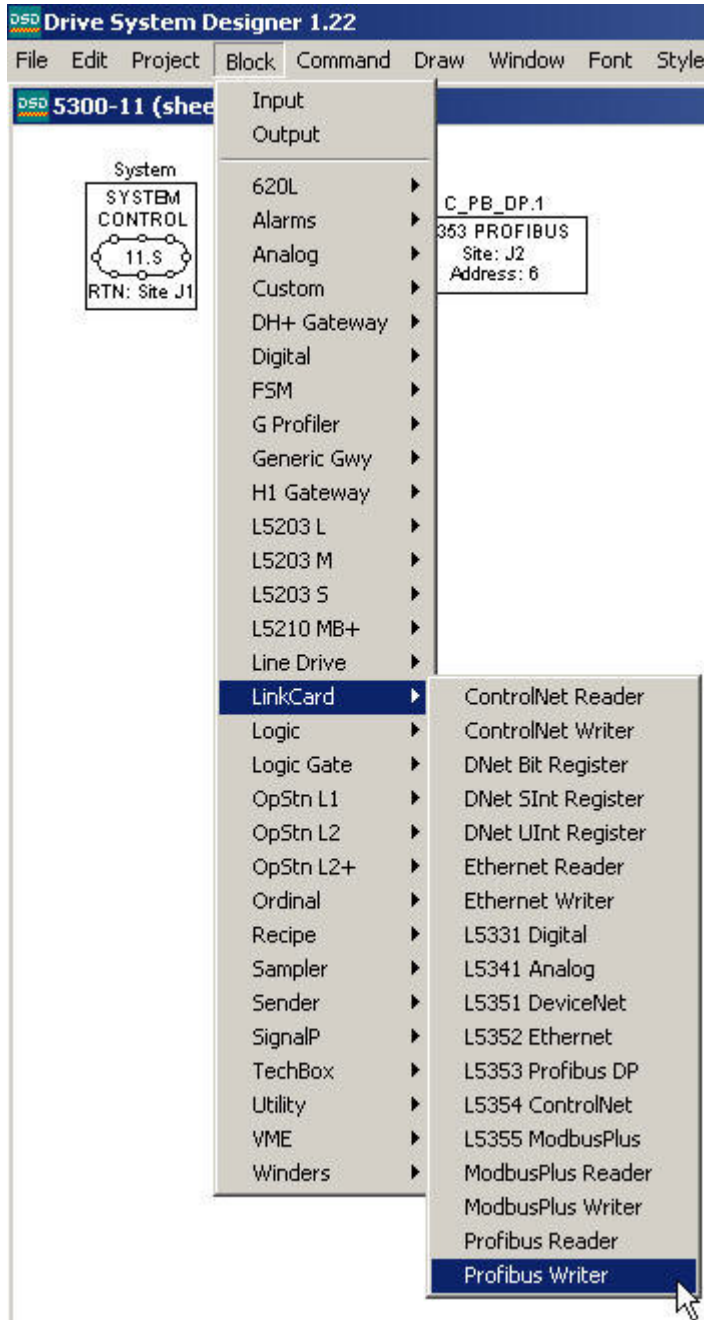 DSD Drive System Designer 1.22
File Edit Project Block Command Draw Window Font Style
DSD 5300-11 (shee
System
SYSTEM
CONTROL
11.S
RTN: Site J1
C_PB_DP.1
353 PROFIBUS
Site: J2
Address: 6
Input
Output
620L
Alarms
Analog
Custom
DH+ Gateway
Digital
FSM
G Profiler
Generic Gwy
H1 Gateway
L5203 L
L5203 M
L5203 S
L5210 MB+
Line Drive
LinkCard
Logic
Logic Gate
OpStn L1
OpStn L2
OpStn L2+
Ordinal
Recipe
Sampler
Sender
SignalP
TechBox
Utility
VME
Winders
ControlNet Reader
ControlNet Writer
DNet Bit Register
DNet SInt Register
DNet UInt Register
Ethernet Reader
Ethernet Writer
L5331 Digital
L5341 Analog
L5351 DeviceNet
L5352 Ethernet
L5353 Profibus DP
L5354 ControlNet
L5355 ModbusPlus
ModbusPlus Reader
ModbusPlus Writer
Profibus Reader
Profibus Writer